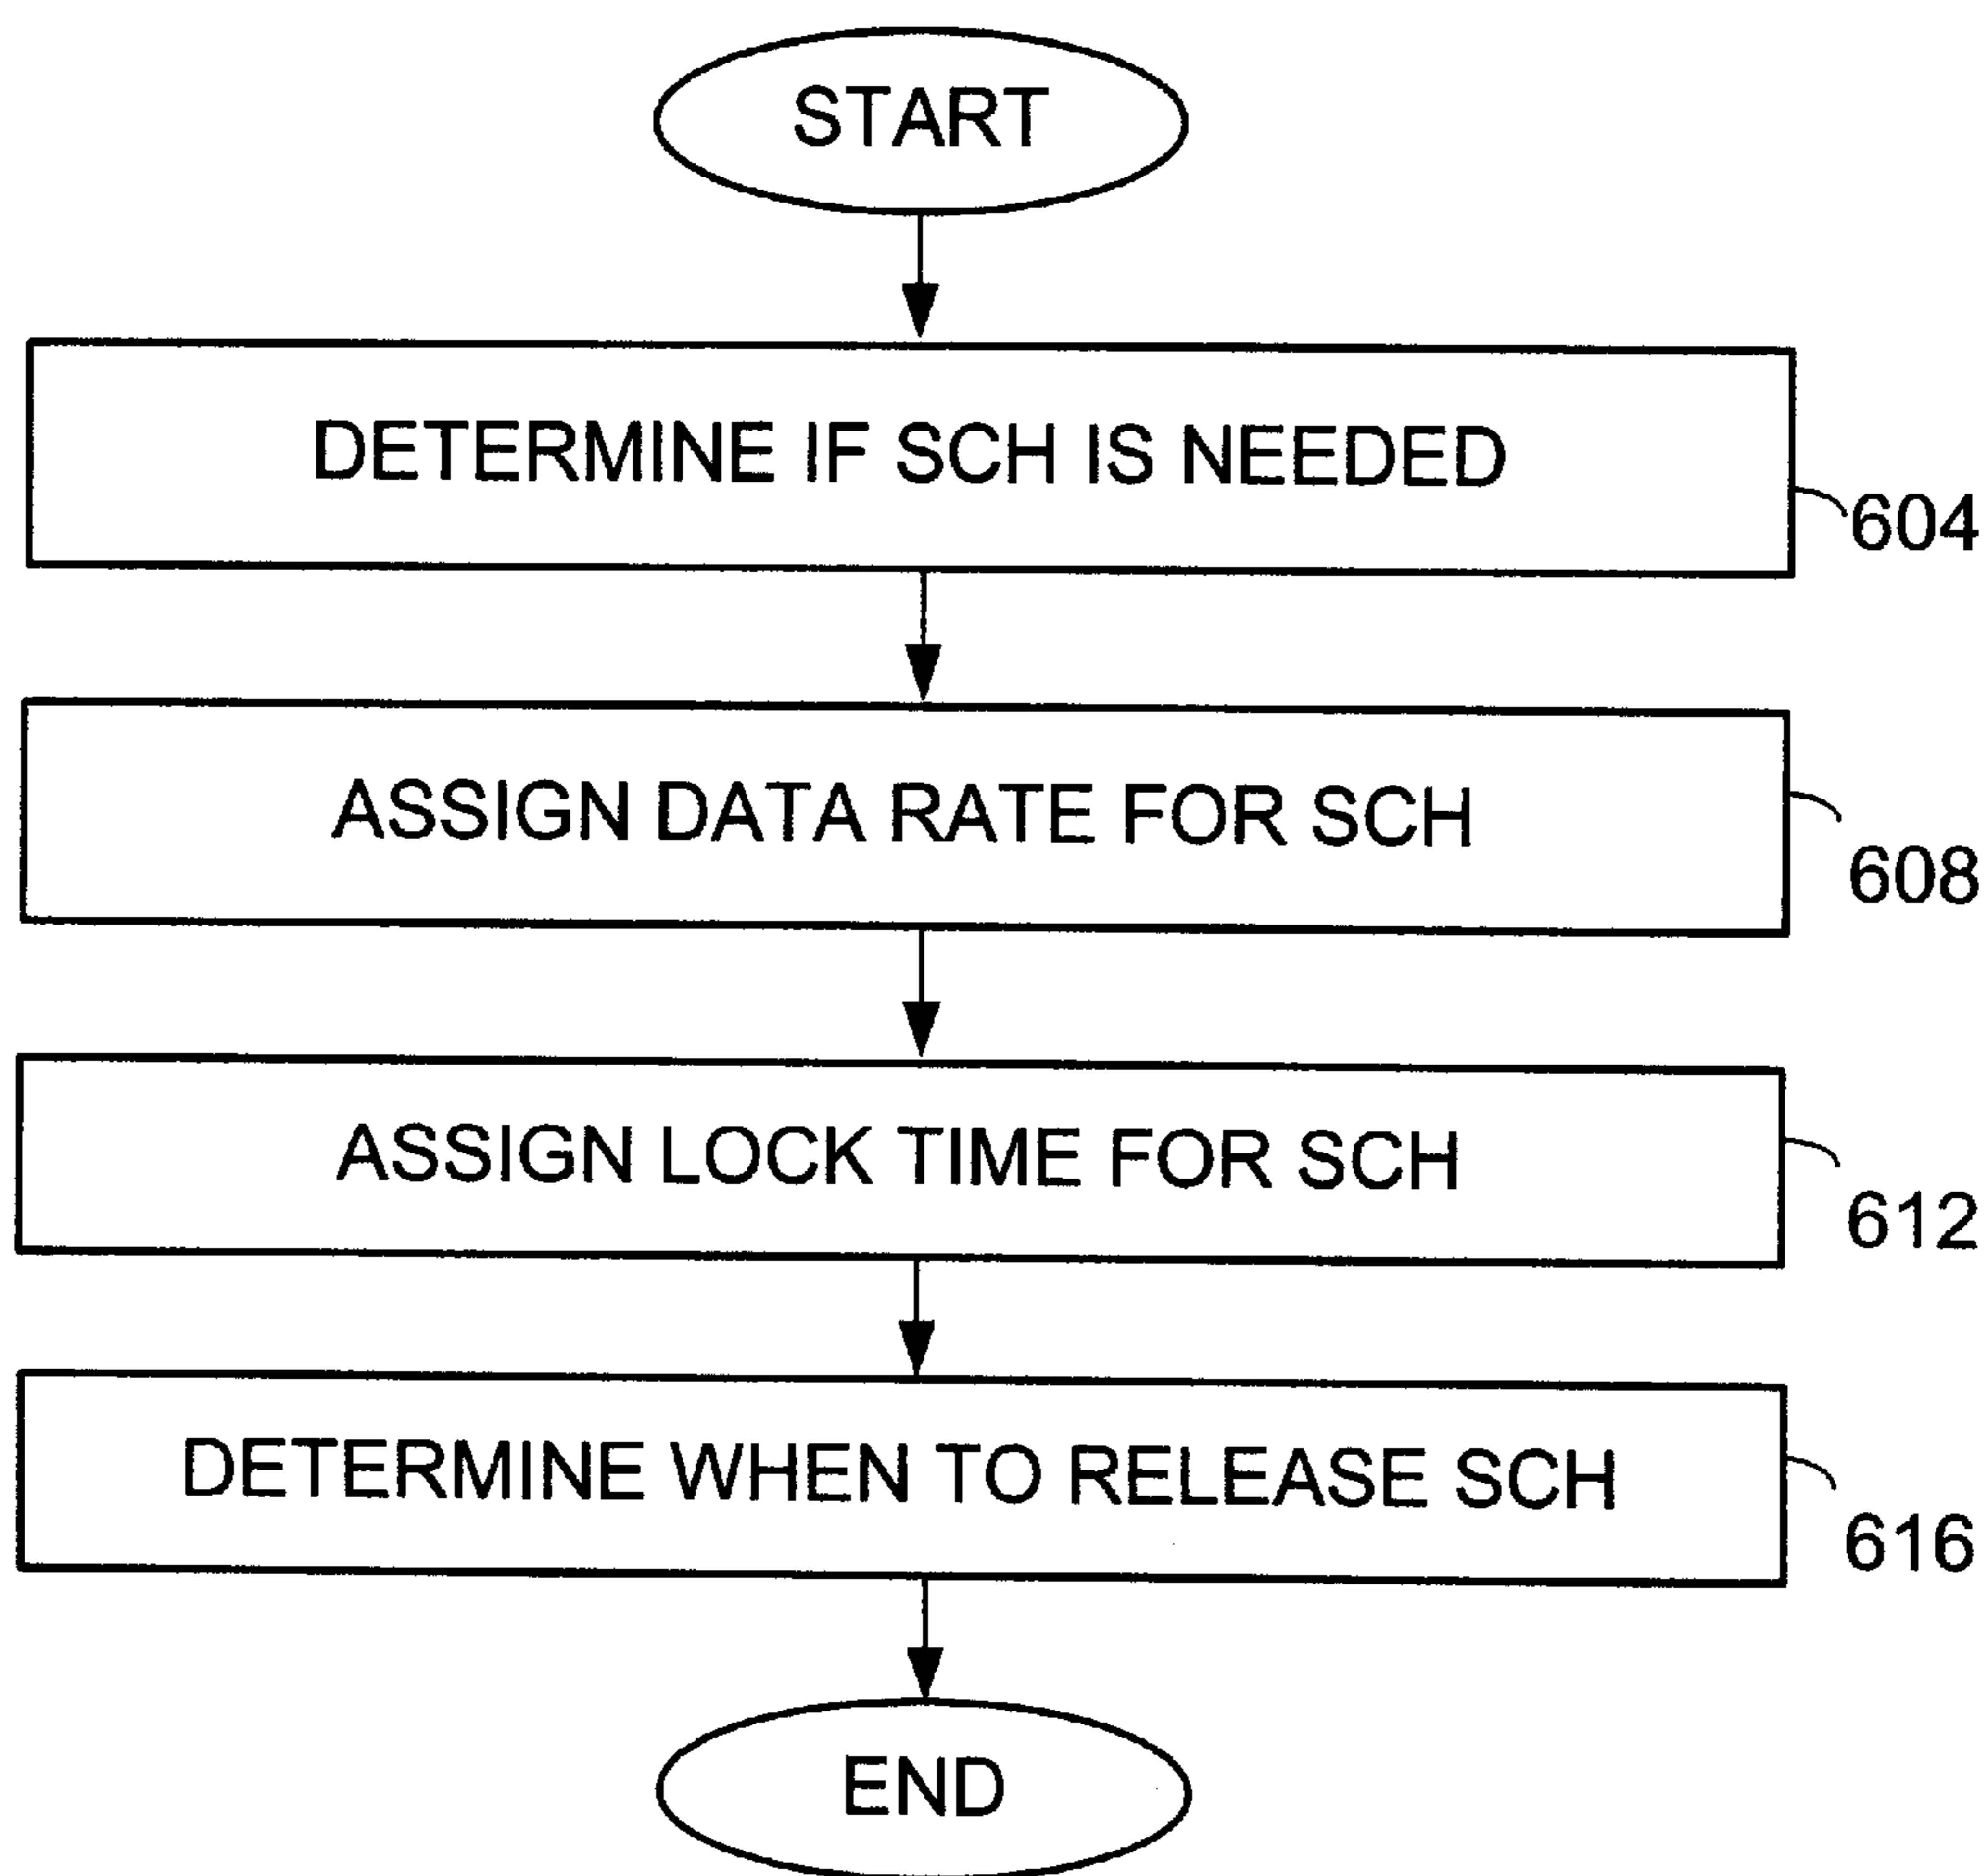 START
DETERMINE IF SCH IS NEEDED
604
ASSIGN DATA RATE FOR SCH
608
ASSIGN LOCK TIME FOR SCH
612
DETERMINE WHEN TO RELEASE SCH
616
END